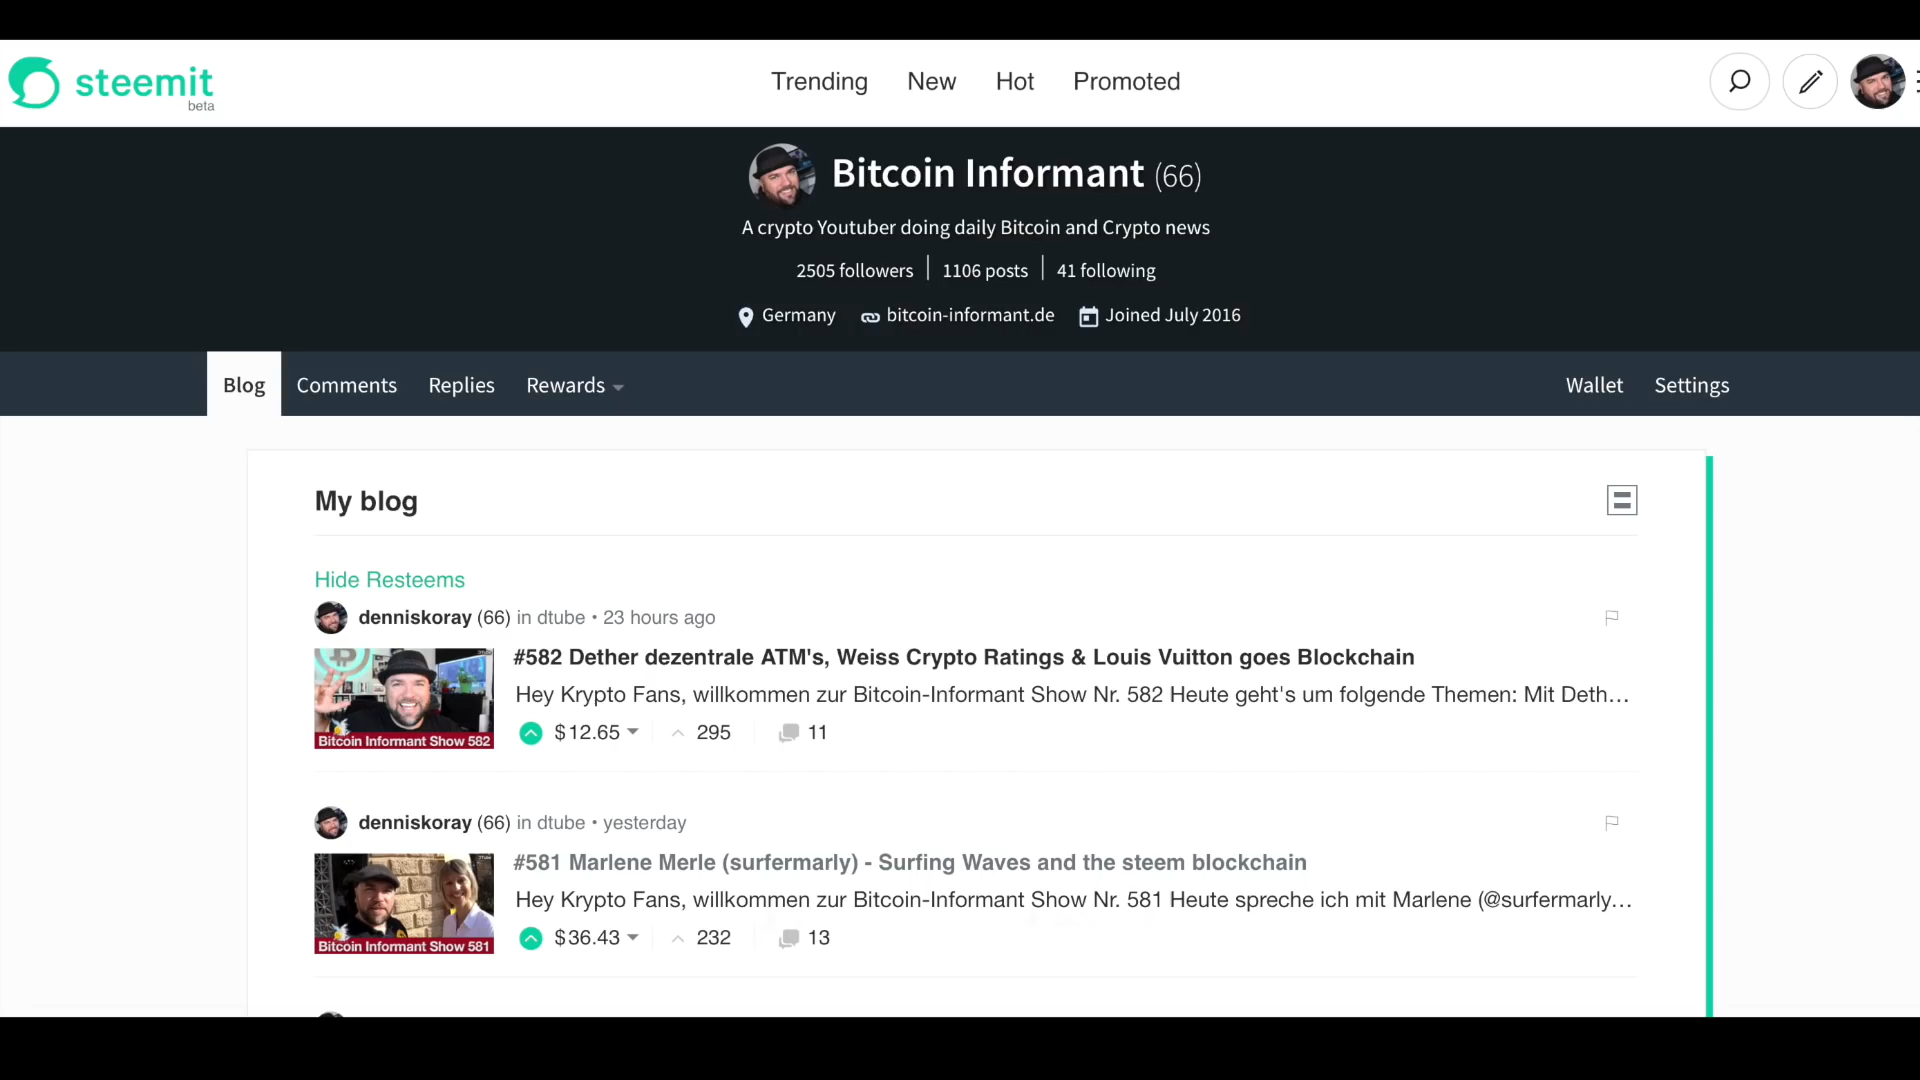 steemit
beta
Trending New Hot Promoted
Bitcoin Informant (66)
A crypto Youtuber doing daily Bitcoin and Crypto news
2505 followers 1106 posts 41 following
Germany bitcoin-informant.de Joined July 2016
Blog Comments Replies Rewards Wallet Settings
My blog
Hide Resteems
denniskoray (66) in dtube • 23 hours ago
#582 Dether dezentrale ATM's, Weiss Crypto Ratings & Louis Vuitton goes Blockchain
Hey Krypto Fans, willkommen zur Bitcoin-Informant Show Nr. 582 Heute geht's um folgende Themen: Mit Deth…
Bitcoin Informant Show 582
$12.65 295 11
denniskoray (66) in dtube • yesterday
#581 Marlene Merle (surfermarly) - Surfing Waves and the steem blockchain
Hey Krypto Fans, willkommen zur Bitcoin-Informant Show Nr. 581 Heute spreche ich mit Marlene (@surfermarly…
Bitcoin Informant Show 581
$36.43 232 13